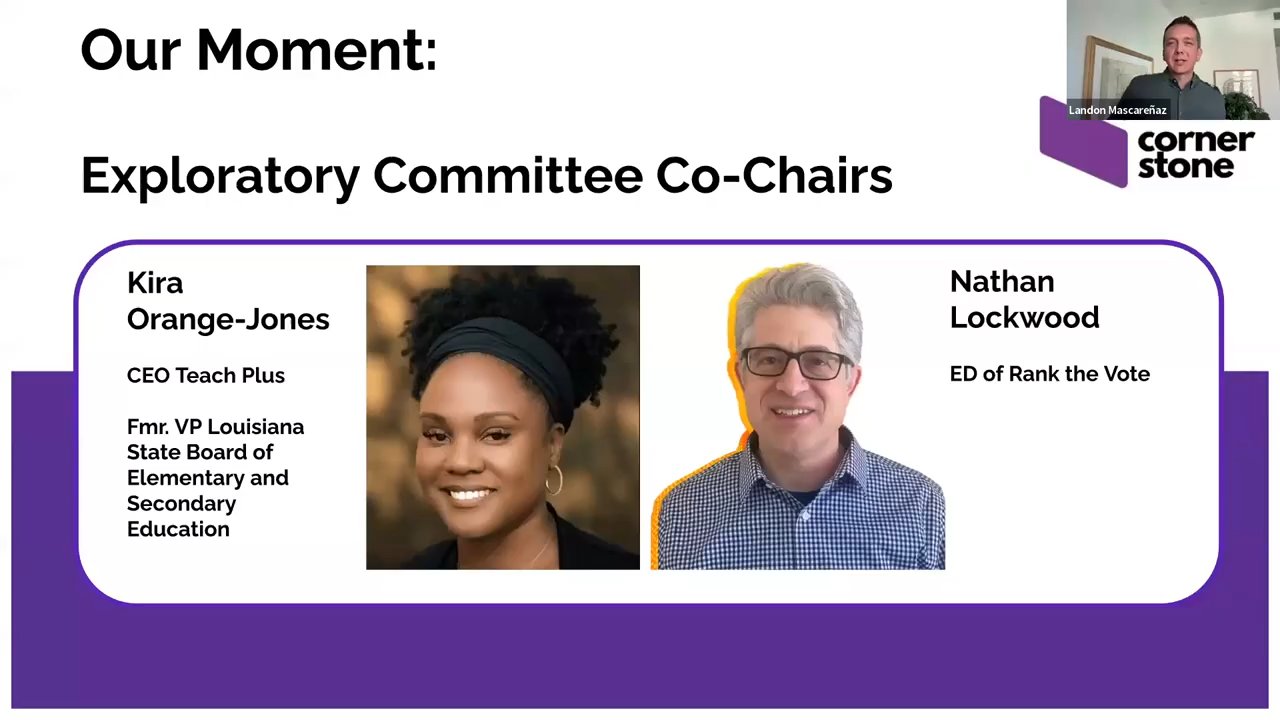 Our Moment:
Exploratory Committee Co-Chairs
Landon Mascareñaz
corner
stone
Kira
Orange-Jones
CEO Teach Plus
Fmr. VP Louisiana
State Board of
Elementary and
Secondary
Education
Nathan
Lockwood
ED of Rank the Vote